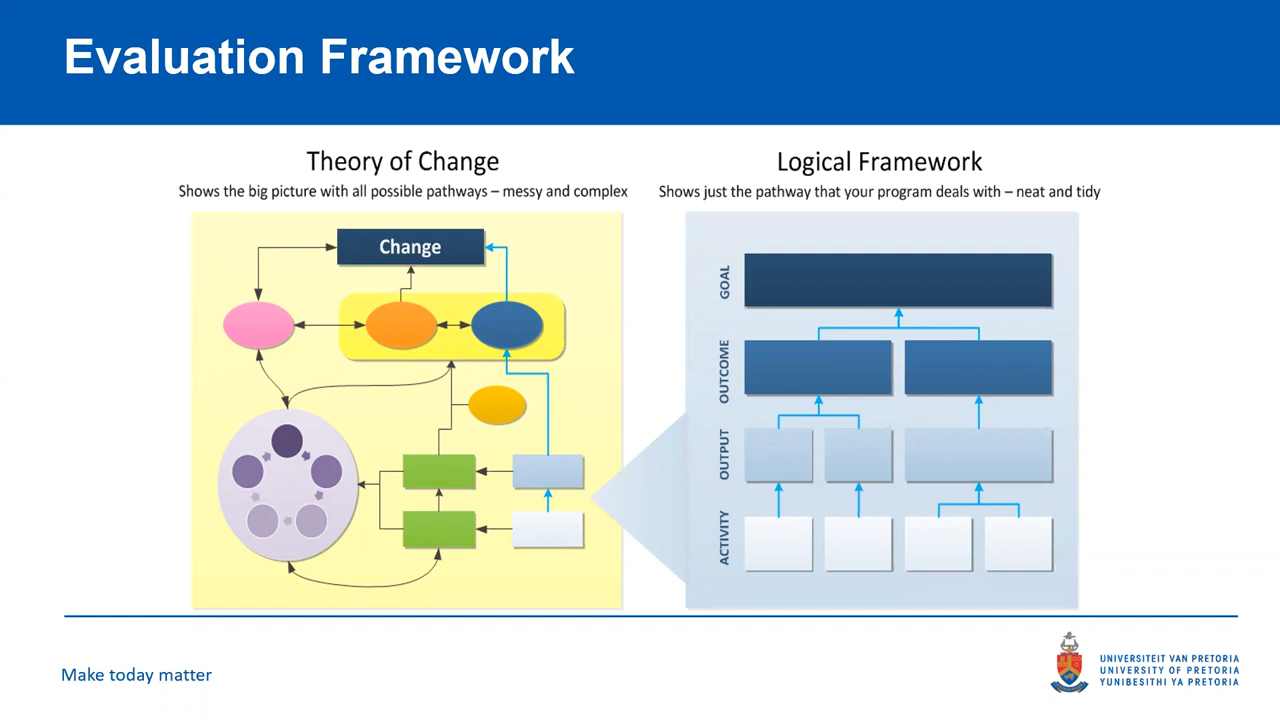 Evaluation Framework
Theory of Change
Shows the big picture with all possible pathways – messy and complex
Change
Logical Framework
Shows just the pathway that your program deals with – neat and tidy
GOAL
OUTCOME
OUTPUT
ACTIVITY
Make today matter
UNIVERSITEIT VAN PRETORIA
UNIVERSITY OF PRETORIA
YUNIBESITHI YA PRETORIA